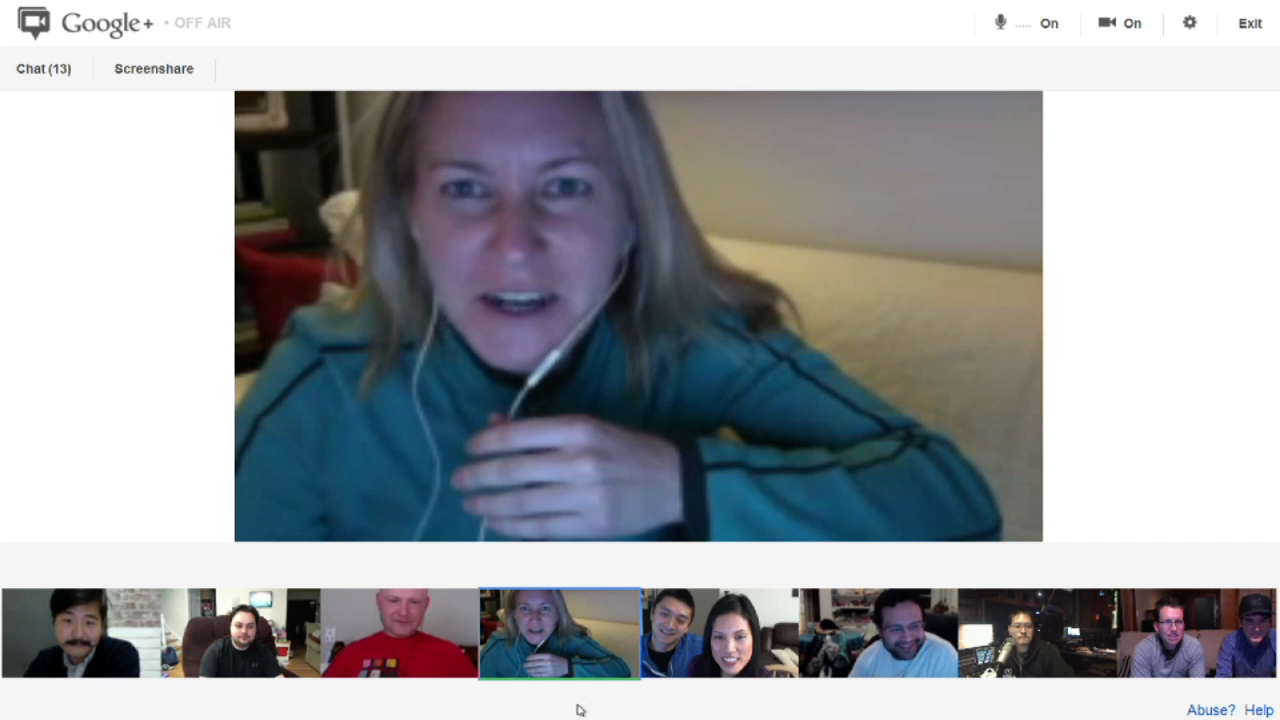 Google+ • OFF AIR
On
On
Exit
Chat (13)
Screenshare
Abuse? Help